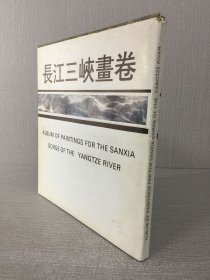 長江三峽畫卷
ALBUM OF PAINTINGS FOR THE SANXIA
GORGES OF THE YANGTZE RIVER